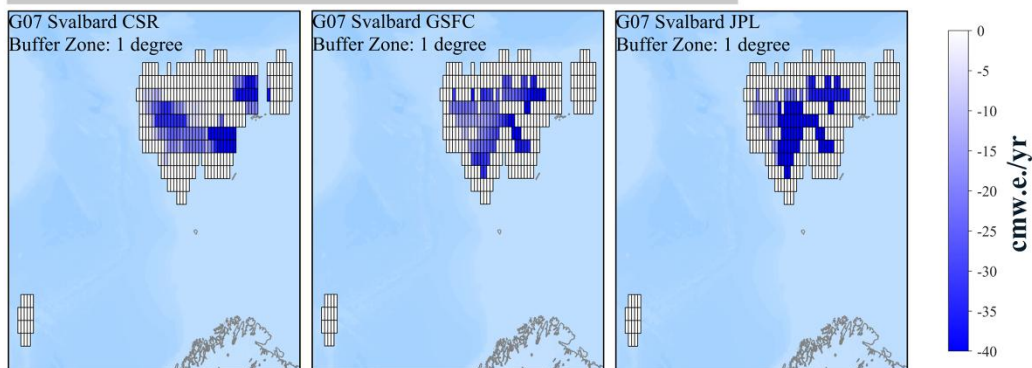 G07 Svalbard CSR
Buffer Zone: 1 degree
G07 Svalbard GSFC
Buffer Zone: 1 degree
G07 Svalbard JPL
Buffer Zone: 1 degree
0
-5
-10
-15
-20
-25
-30
-35
-40
cmw.e./yr